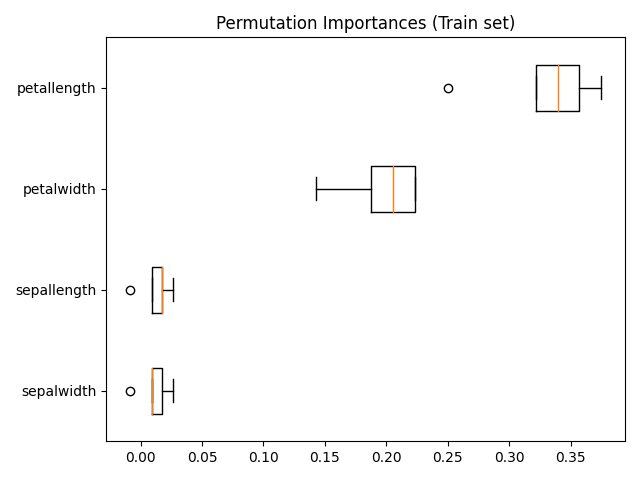 Permutation Importances (Train set)
petallength
petalwidth
sepallength
sepalwidth
0.00 0.05 0.10 0.15 0.20 0.25 0.30 0.35